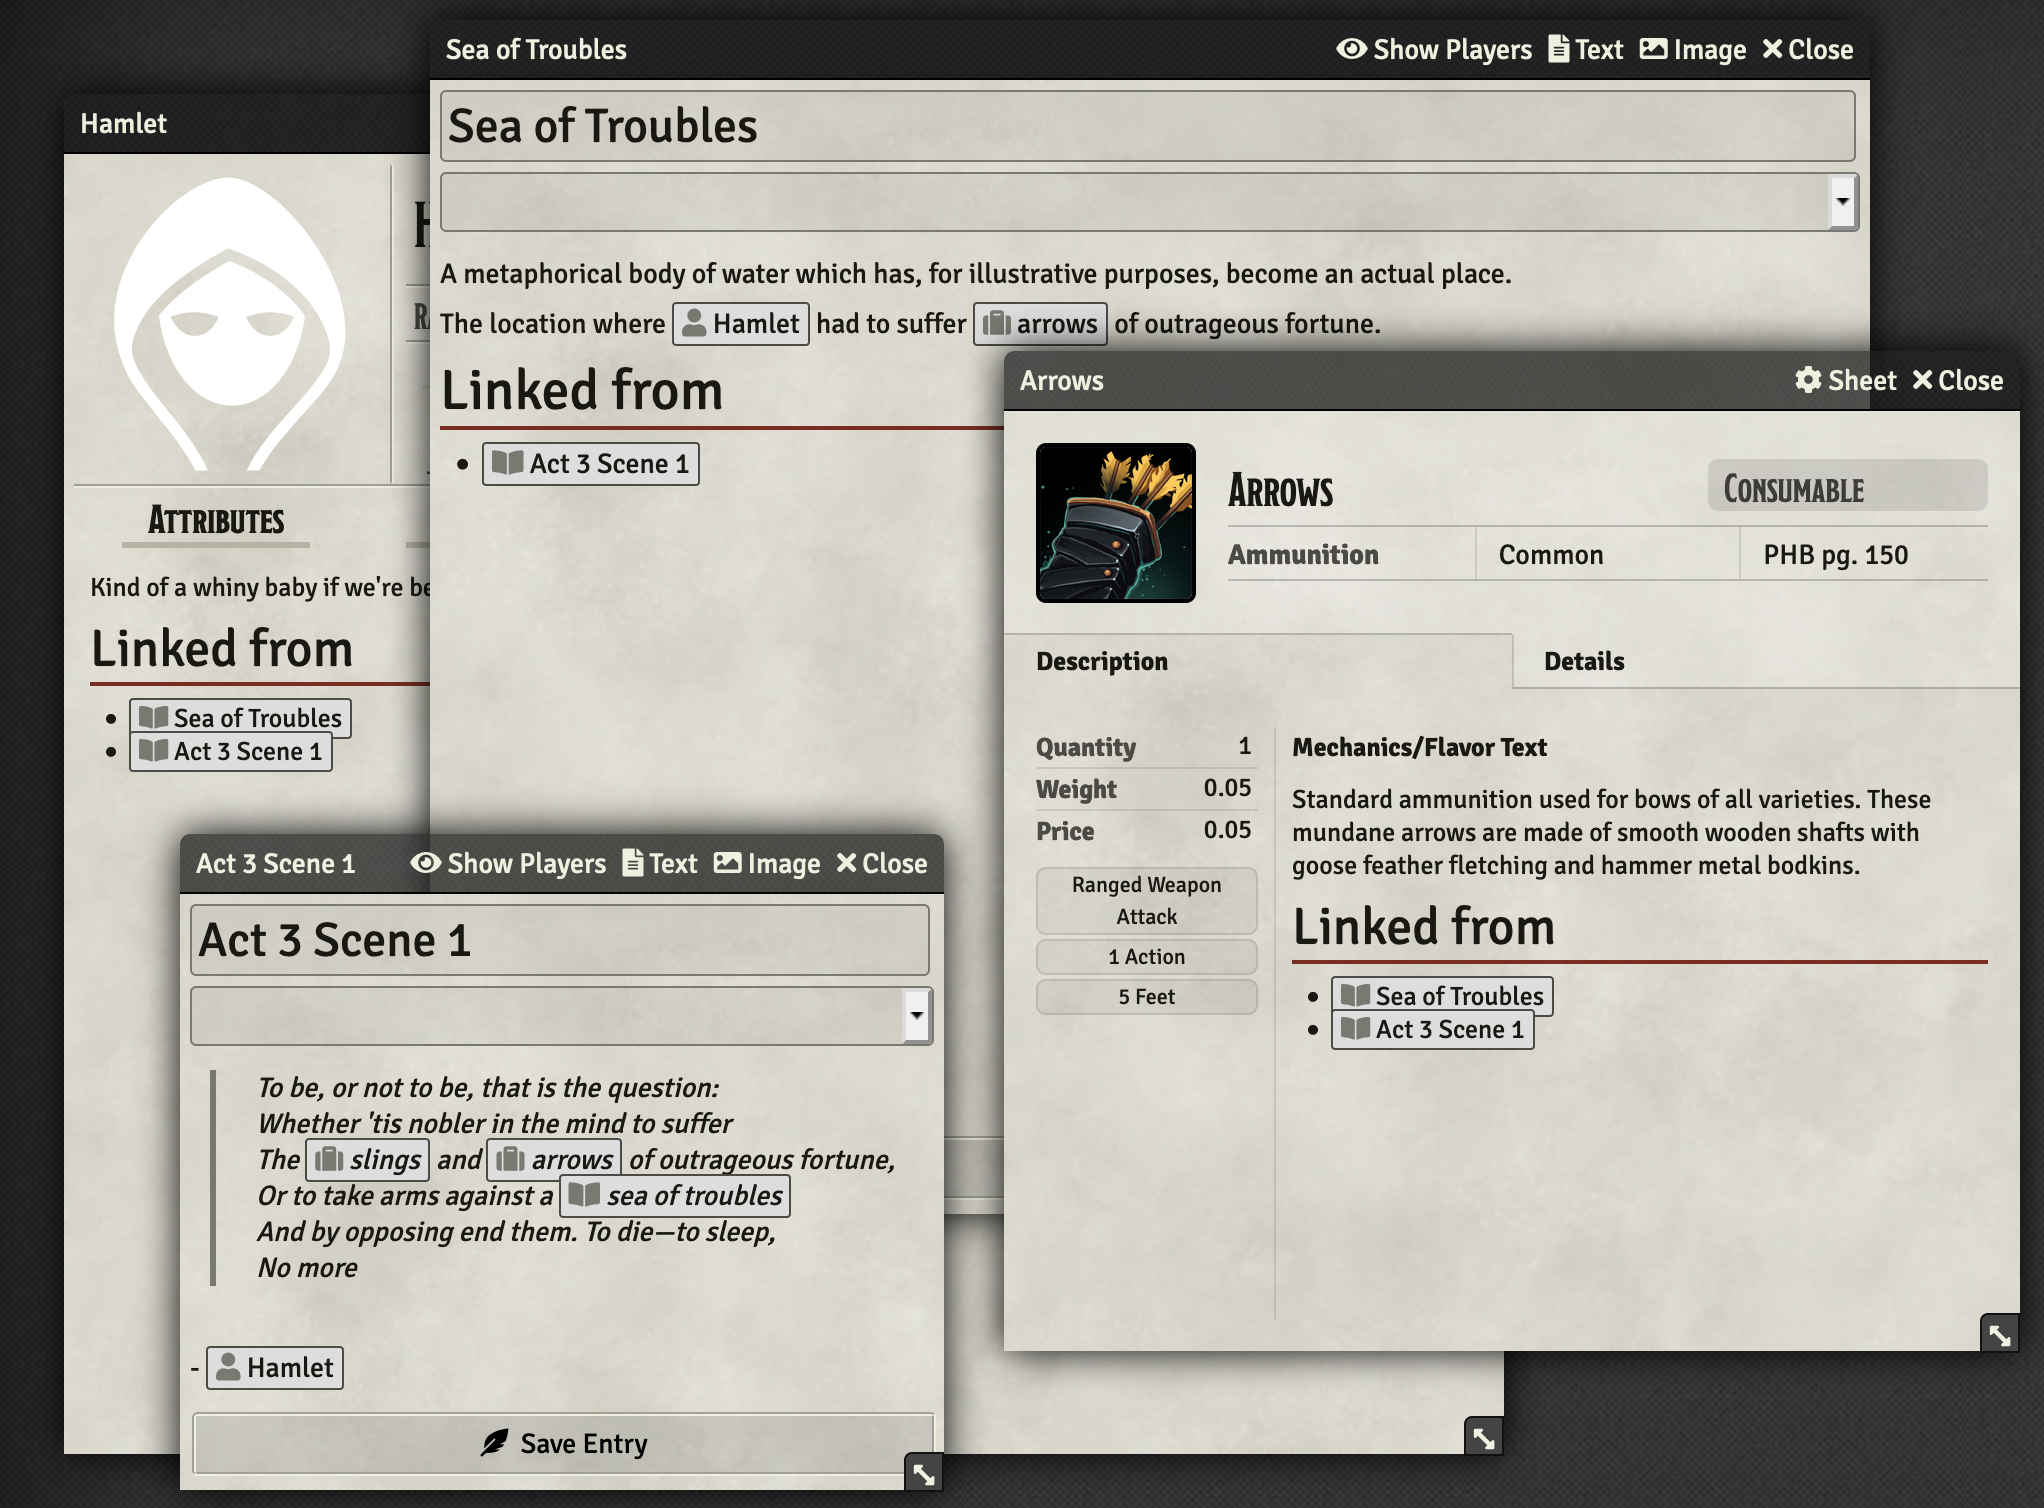 Sea of Troubles Show Players Text Image Close
Sea of Troubles
A metaphorical body of water which has, for illustrative purposes, become an actual place.
The location where Hamlet had to suffer arrows of outrageous fortune.
Linked from
Act 3 Scene 1
Hamlet
ATTRIBUTES
Kind of a whiny baby if we're be
Linked from
Sea of Troubles
Act 3 Scene 1
Arrows Sheet Close
ARROWS
CONSUMABLE
Ammunition Common PHB pg. 150
Description Details
Quantity 1
Weight 0.05
Price 0.05
Ranged Weapon
Attack
1 Action
5 Feet
Mechanics/Flavor Text
Standard ammunition used for bows of all varieties. These
mundane arrows are made of smooth wooden shafts with
goose feather fletching and hammer metal bodkins.
Linked from
Sea of Troubles
Act 3 Scene 1
Act 3 Scene 1 Show Players Text Image Close
Act 3 Scene 1
To be, or not to be, that is the question:
Whether 'tis nobler in the mind to suffer
The slings and arrows of outrageous fortune,
Or to take arms against a sea of troubles
And by opposing end them. To die—to sleep,
No more
- Hamlet
Save Entry